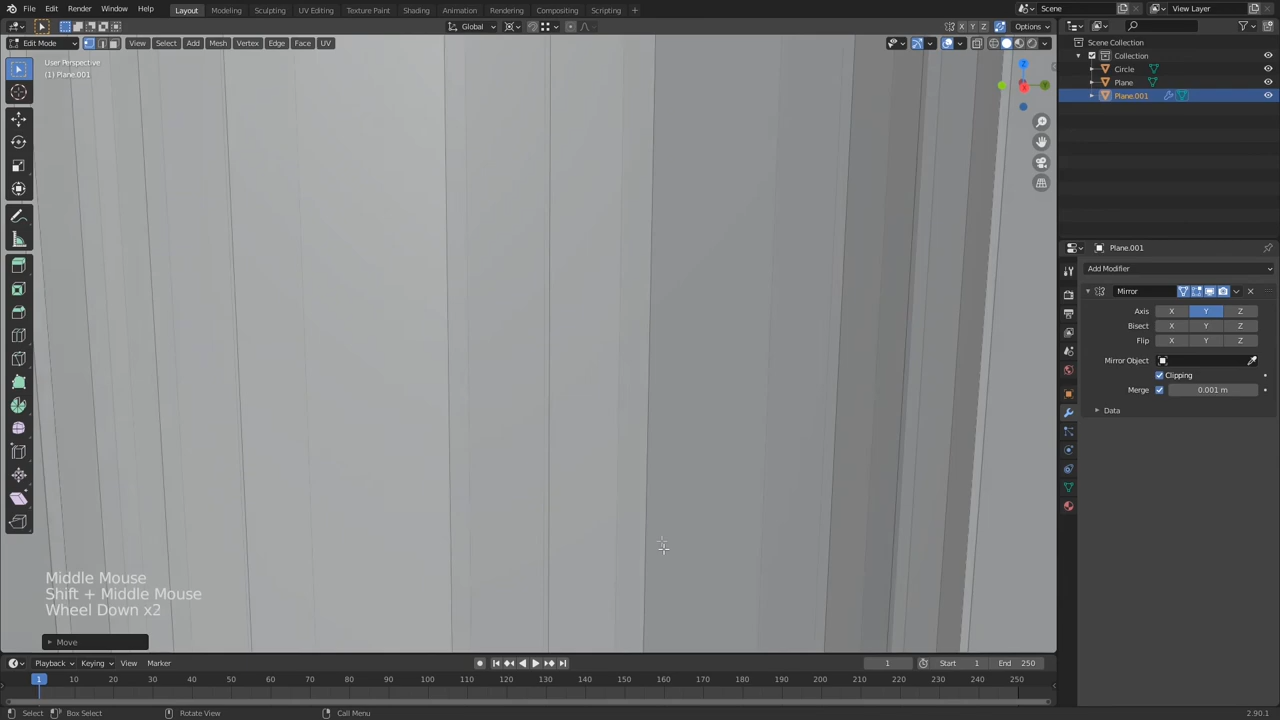 File Edit Render Window Help Layout Modeling Sculpting UV Editing Texture Paint Shading Animation Rendering Compositing Scripting + Scene View Layer
Global X Y Z Options
Edit Mode View Select Add Mesh Vertex Edge Face UV
Scene Collection
Collection
Circle
Plane
Plane.001
User Perspective
(1) Plane.001
Z
Y
X
Plane.001
Add Modifier
Mirror
Axis X Y Z
Bisect X Y Z
Flip X Y Z
Mirror Object
Clipping
Merge 0.001 m
Data
Middle Mouse
Shift + Middle Mouse
Wheel Down x2
Move
Playback Keying View Marker 1 Start 1 End 250
1 10 20 30 40 50 60 70 80 90 100 110 120 130 140 150 160 170 180 190 200 210 220 230 240 250
Select Box Select Rotate View Call Menu 2.90.1